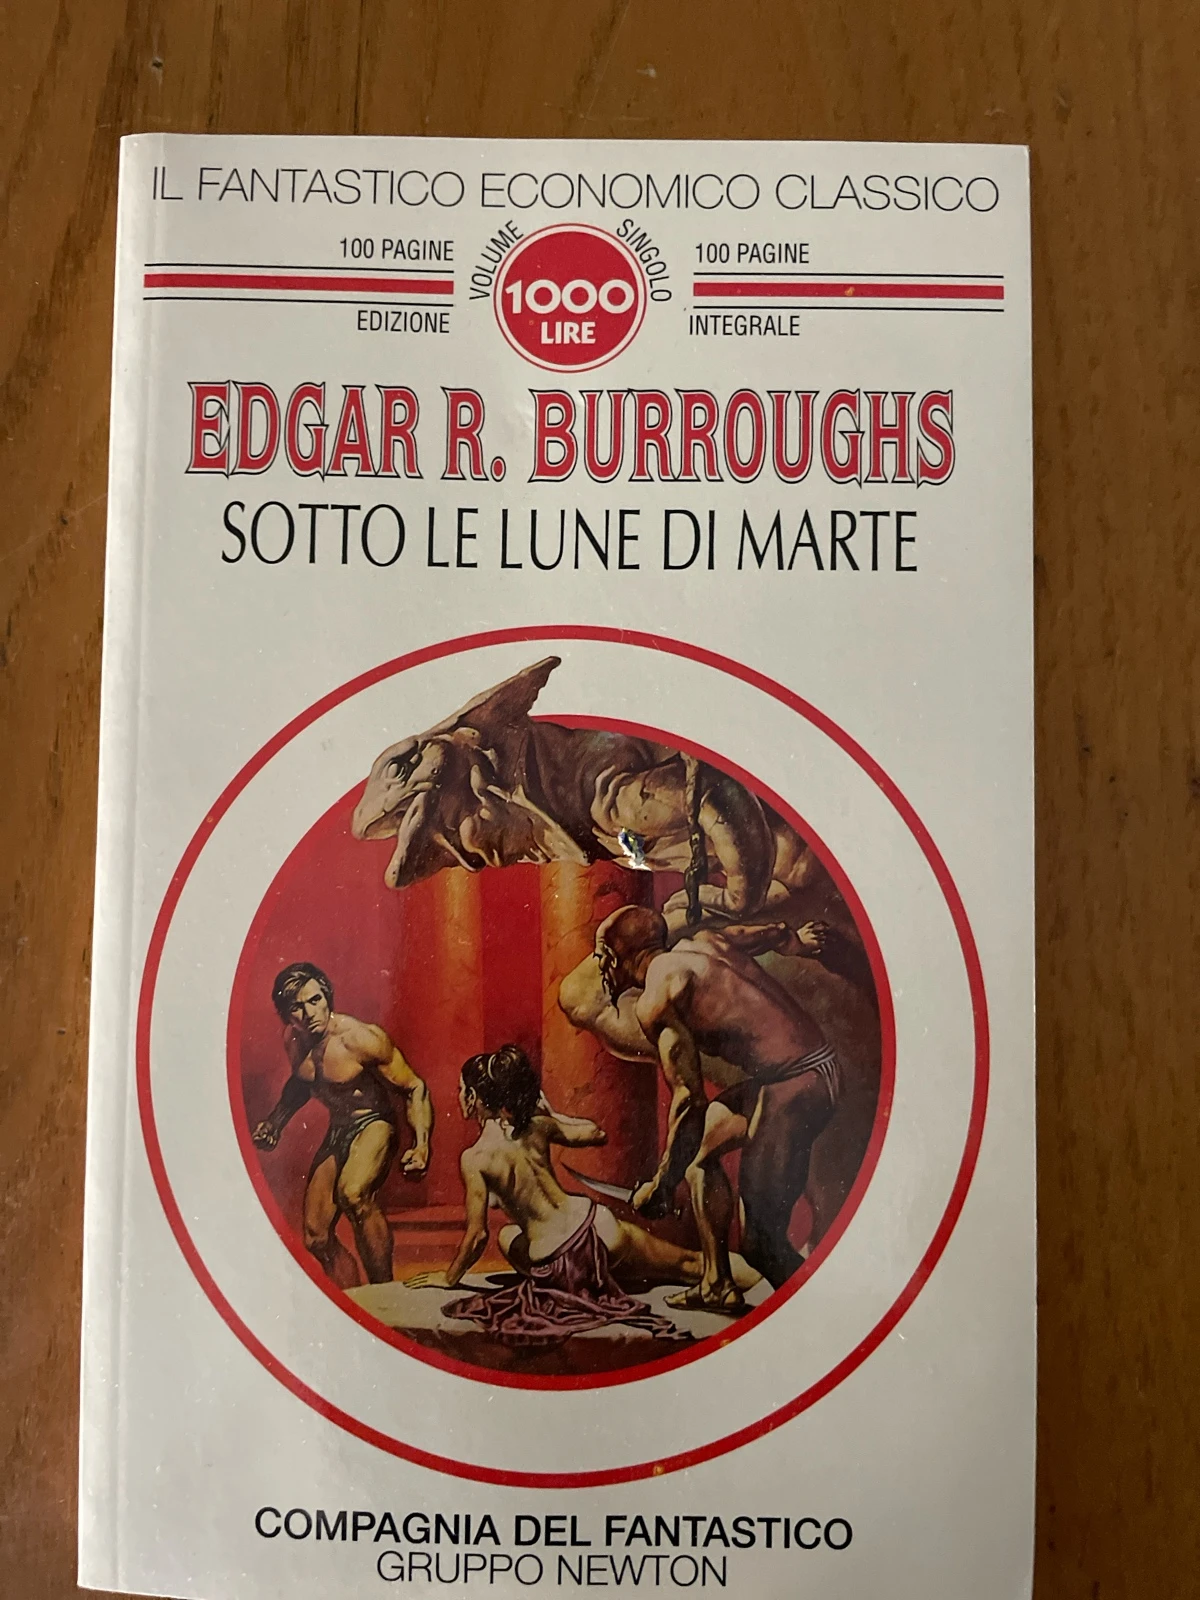 IL FANTASTICO ECONOMICO CLASSICO
100 PAGINE VOLUME SINGOLO 100 PAGINE
1000
LIRE
EDIZIONE INTEGRALE
EDGAR R. BURROUGHS
SOTTO LE LUNE DI MARTE
COMPAGNIA DEL FANTASTICO
GRUPPO NEWTON